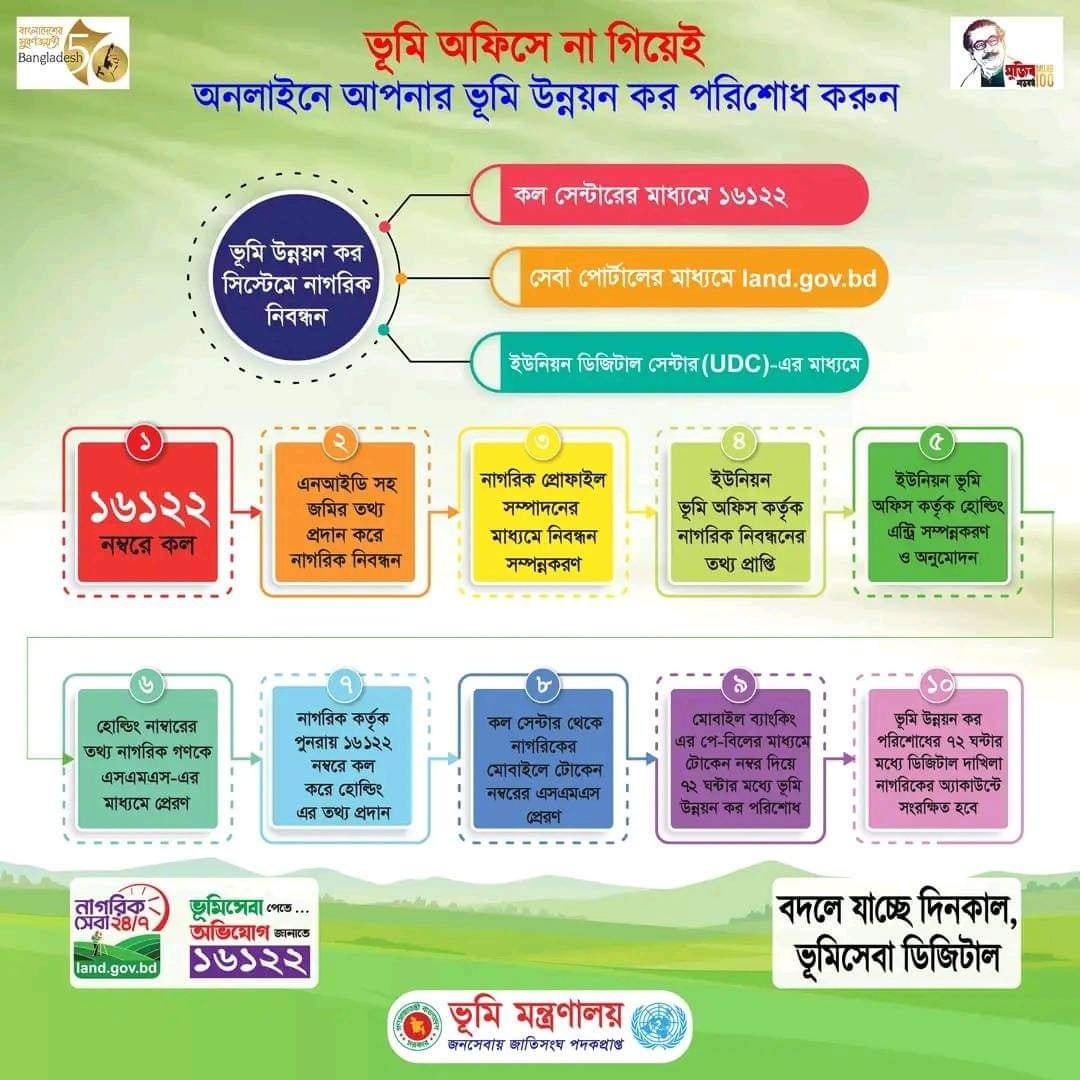 বাংলাদেশের
সুবর্ণজয়ন্তী
50
Bangladesh
ভূমি অফিসে না গিয়েই
অনলাইনে আপনার ভূমি উন্নয়ন কর পরিশোধ করুন
মুজিব
শতবর্ষ
100
ভূমি উন্নয়ন কর
সিস্টেমে নাগরিক
নিবন্ধন
কল সেন্টারের মাধ্যমে ১৬১২২
সেবা পোর্টালের মাধ্যমে land.gov.bd
ইউনিয়ন ডিজিটাল সেন্টার (UDC)-এর মাধ্যমে
১
১৬১২২
নম্বরে কল
২
এনআইডি সহ
জমির তথ্য
প্রদান করে
নাগরিক নিবন্ধন
৩
নাগরিক প্রোফাইল
সম্পাদনের
মাধ্যমে নিবন্ধন
সম্পন্নকরণ
৪
ইউনিয়ন
ভূমি অফিস কর্তৃক
নাগরিক নিবন্ধনের
তথ্য প্রাপ্তি
৫
ইউনিয়ন ভূমি
অফিস কর্তৃক হোল্ডিং
এন্ট্রি সম্পন্নকরণ
ও অনুমোদন
৬
হোল্ডিং নাম্বারের
তথ্য নাগরিক গণকে
এসএমএস-এর
মাধ্যমে প্রেরণ
৭
নাগরিক কর্তৃক
পুনরায় ১৬১২২
নম্বরে কল
করে হোল্ডিং
এর তথ্য প্রদান
৮
কল সেন্টার থেকে
নাগরিকের
মোবাইলে টোকেন
নম্বরের এসএমএস
প্রেরণ
৯
মোবাইল ব্যাংকিং
এর পে-বিলের মাধ্যমে
টোকেন নম্বর দিয়ে
৭২ ঘন্টার মধ্যে ভূমি
উন্নয়ন কর পরিশোধ
১০
ভূমি উন্নয়ন কর
পরিশোধের ৭২ ঘন্টার
মধ্যে ডিজিটাল দাখিলা
নাগরিকের অ্যাকাউন্টে
সংরক্ষিত হবে
নাগরিক
সেবা ২৪/৭
land.gov.bd
ভূমিসেবা পেতে ...
অভিযোগ জানাতে
১৬১২২
বদলে যাচ্ছে দিনকাল,
ভূমিসেবা ডিজিটাল
ভূমি মন্ত্রণালয়
জনসেবায় জাতিসংঘ পদকপ্রাপ্ত